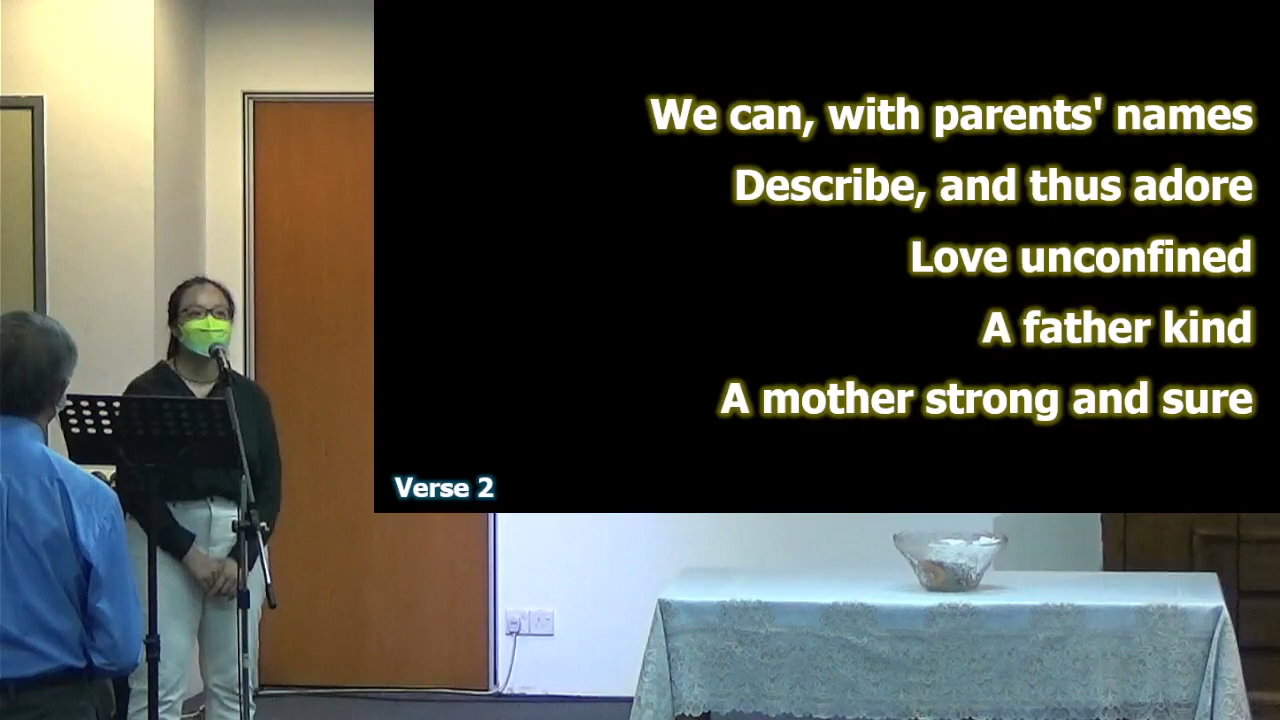 We can, with parents' names
Describe, and thus adore
Love unconfined
A father kind
A mother strong and sure
Verse 2